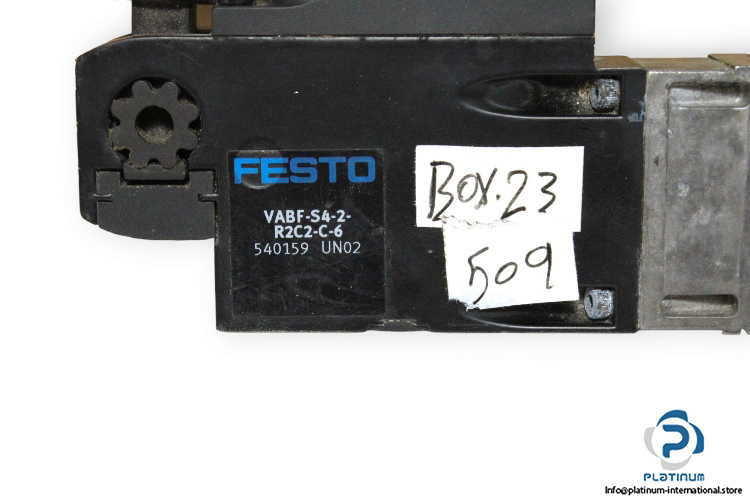 FESTO
VABF-S4-2-
R2C2-C-6
540159 UN02
BOX.23
509
PLATINUM
Info@platinum-international.store